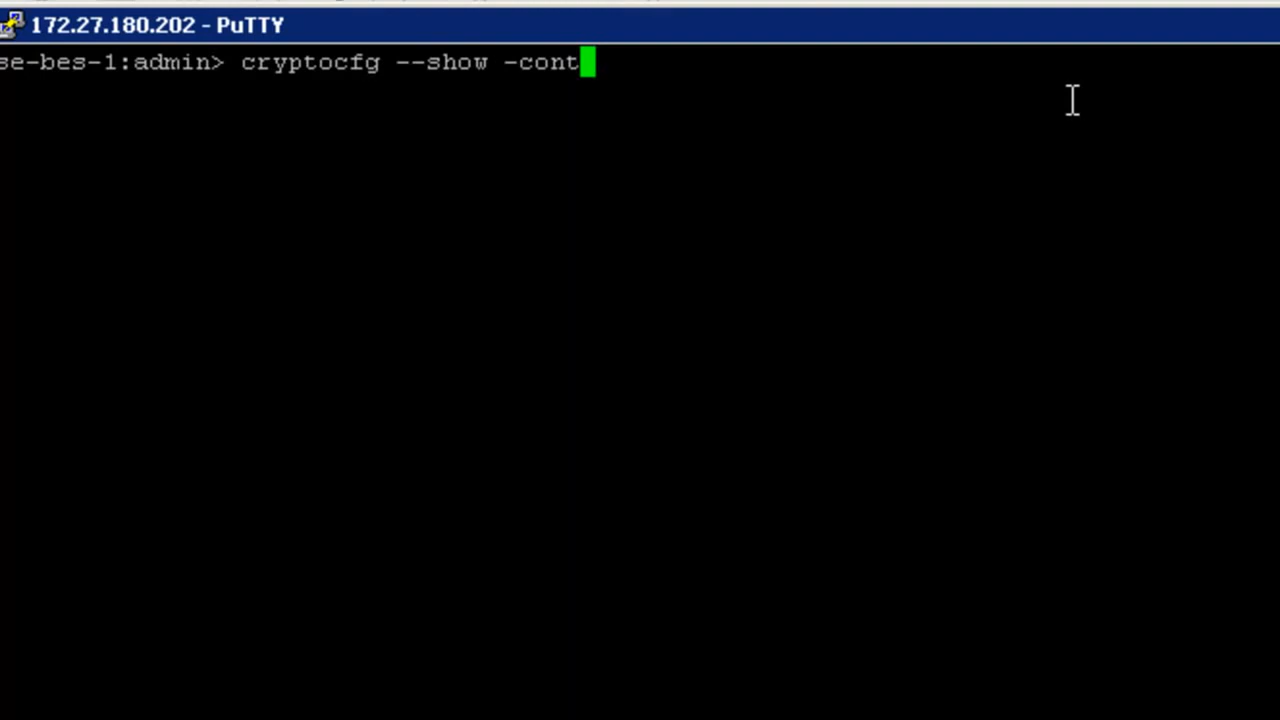 172.27.180.202 - PuTTY
se-bes-1:admin> cryptocfg --show -cont